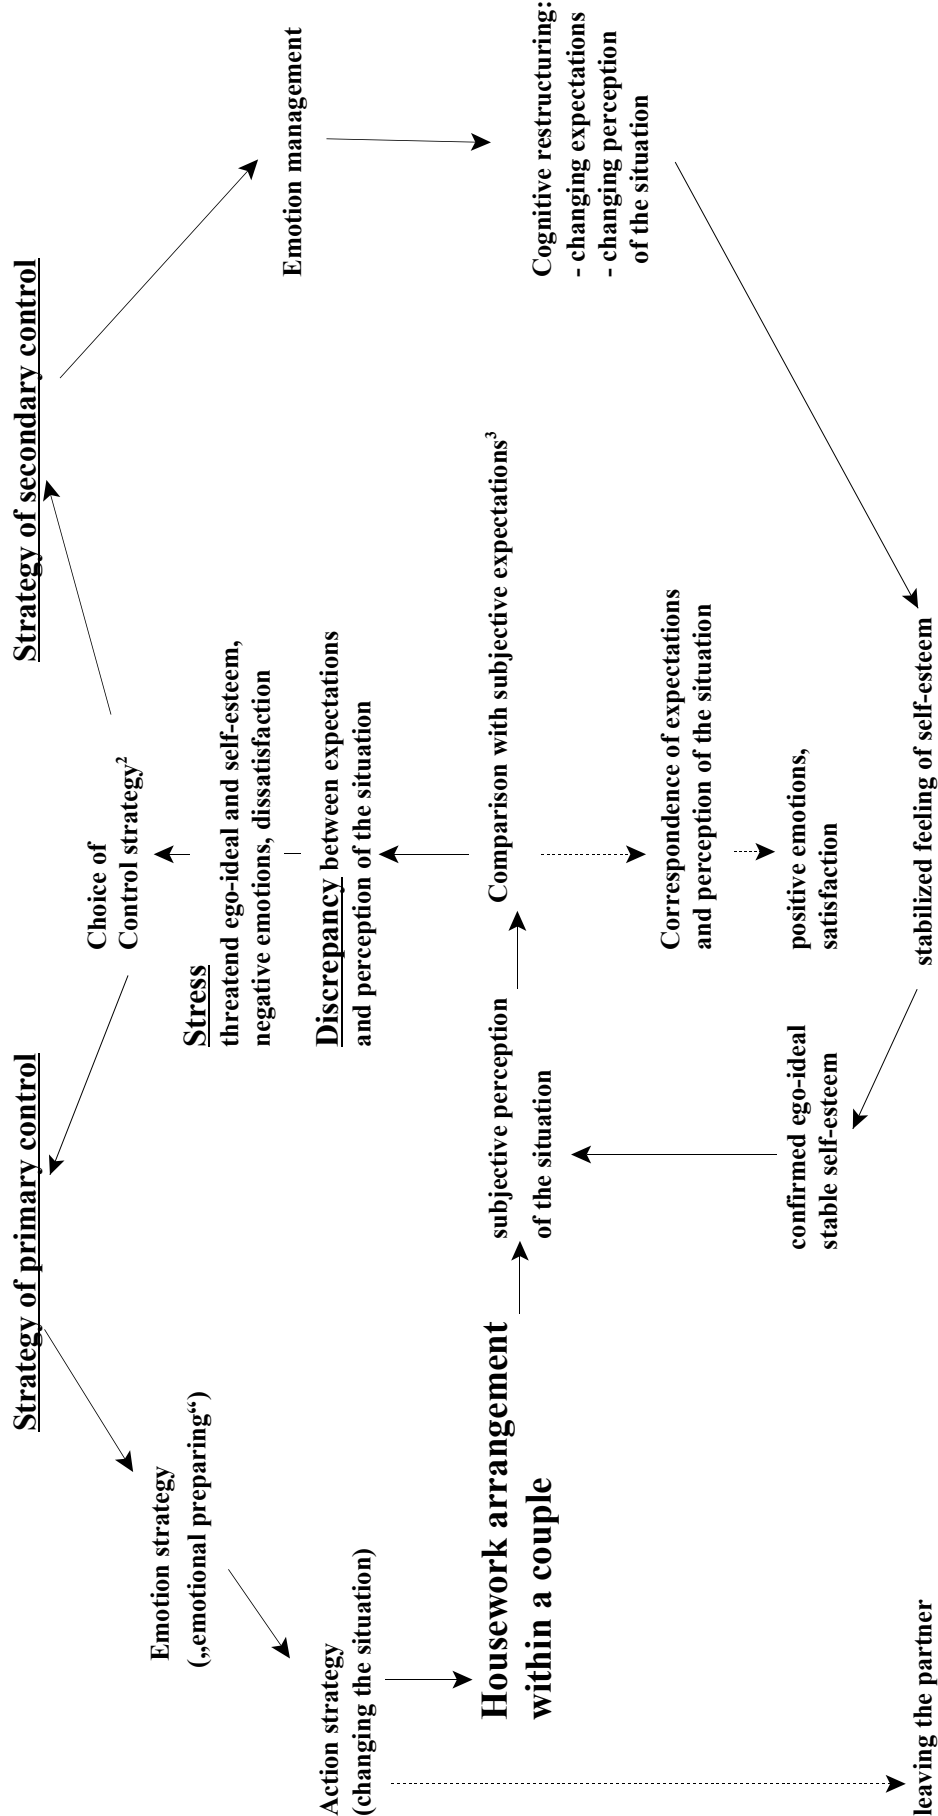 Strategy of primary control
Strategy of secondary control
Choice of
Control strategy²
Emotion strategy
(„emotional preparing“)
Stress
threatend ego-ideal and self-esteem,
negative emotions, dissatisfaction
Emotion management
Action strategy
(changing the situation)
Discrepancy between expectations
and perception of the situation
Housework arrangement
within a couple
subjective perception
of the situation
Comparison with subjective expectations³
Cognitive restructuring:
- changing expectations
- changing perception
of the situation
Correspondence of expectations
and perception of the situation
confirmed ego-ideal
stable self-esteem
positive emotions,
satisfaction
leaving the partner
stabilized feeling of self-esteem